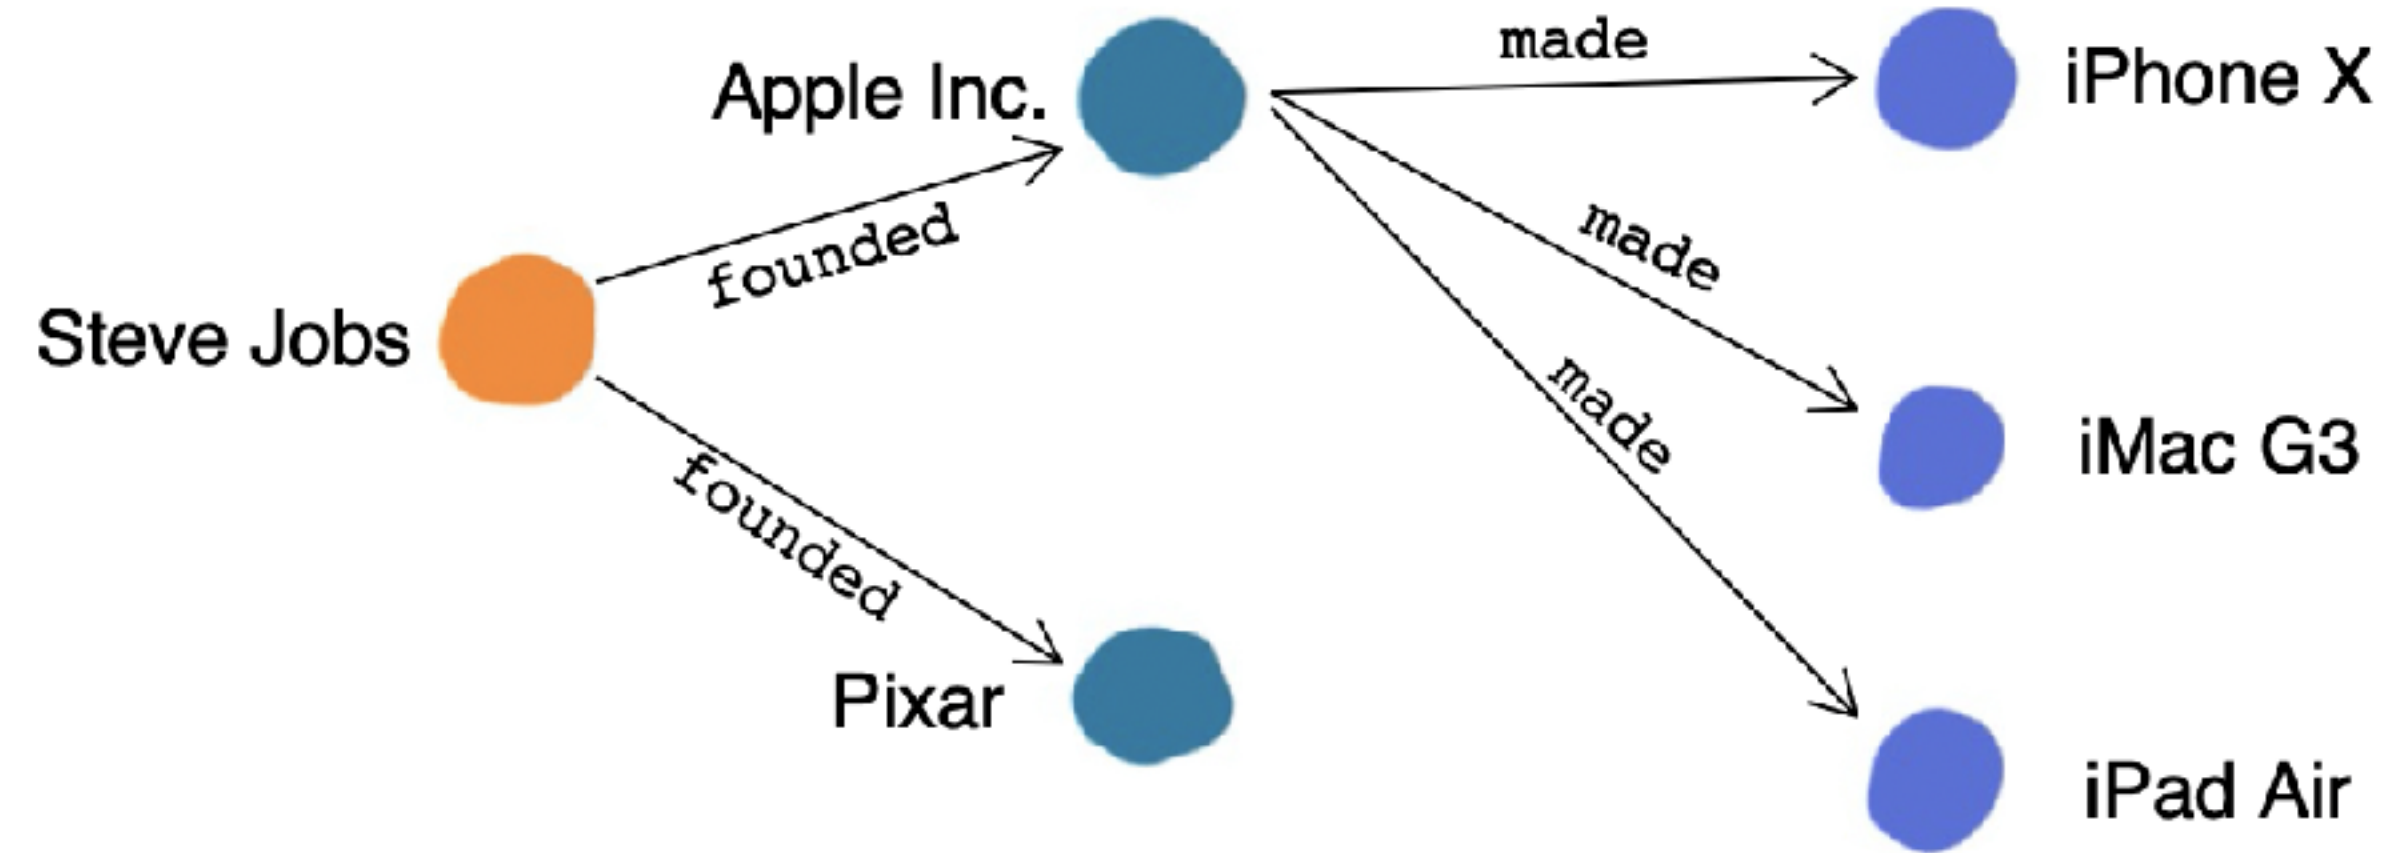 made
iPhone X
Apple Inc.
founded
made
Steve Jobs
made
iMac G3
founded
Pixar
iPad Air